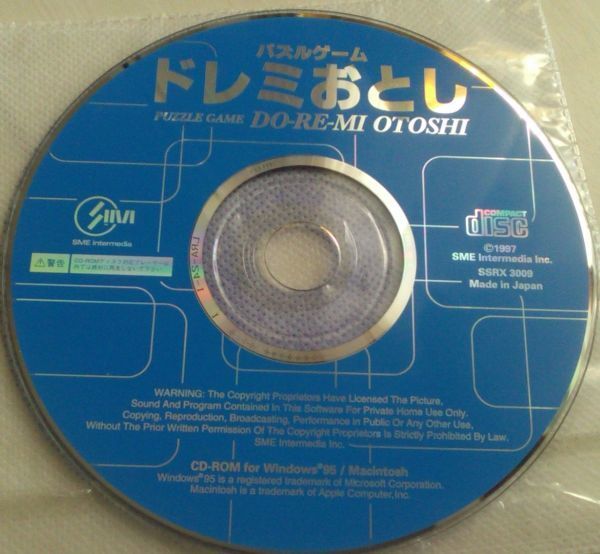 パズルゲーム
ドレミおとし
PUZZLE GAME DO-RE-MI OTOSHI
SIMI
SME Intermedia
COMPACT
disc
©1997
SME Intermedia Inc.
SSRX 3009
Made in Japan
警告
WARNING: The Copyright Proprietors Have Licensed The Picture,
Sound And Program Contained In This Software For Private Home Use Only.
Copying, Reproduction, Broadcasting, Performance in Public Or Any Other Use,
Without The Prior Written Permission Of The Copyright Proprietors Is Strictly Prohibited By Law.
SME Intermedia Inc.
CD-ROM for Windows®95 / Macintosh
Windows®95 is a registered trademark of Microsoft Corporation.
Macintosh is a trademark of Apple Computer,Inc.